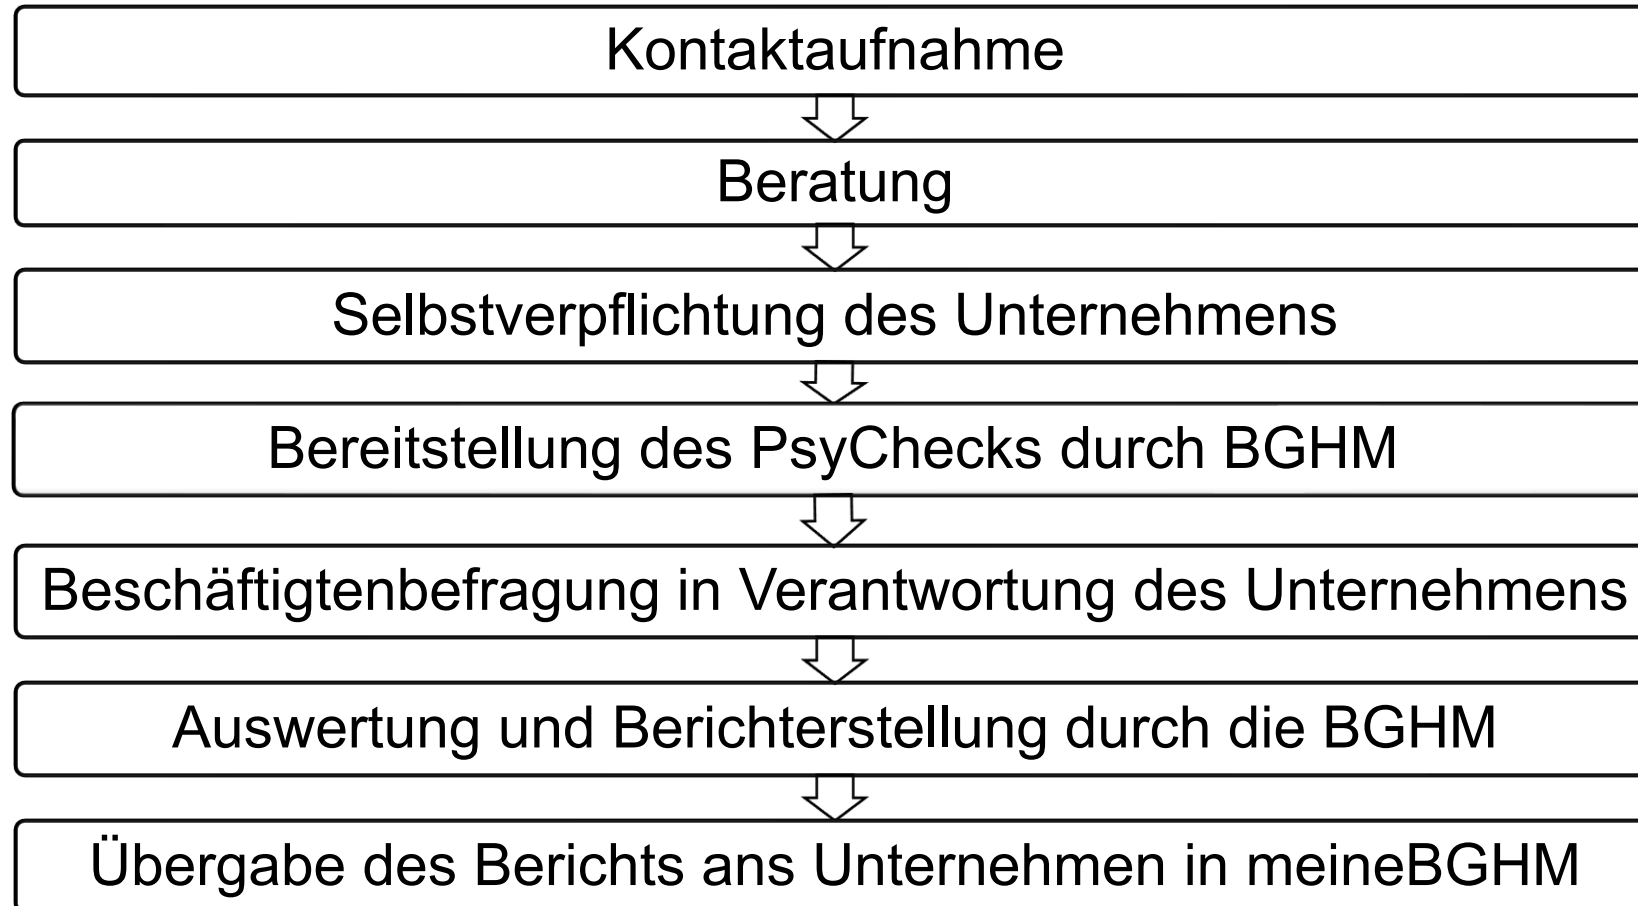 Kontaktaufnahme
Beratung
Selbstverpflichtung des Unternehmens
Bereitstellung des PsyChecks durch BGHM
Beschäftigtenbefragung in Verantwortung des Unternehmens
Auswertung und Berichterstellung durch die BGHM
Übergabe des Berichts ans Unternehmen in meineBGHM